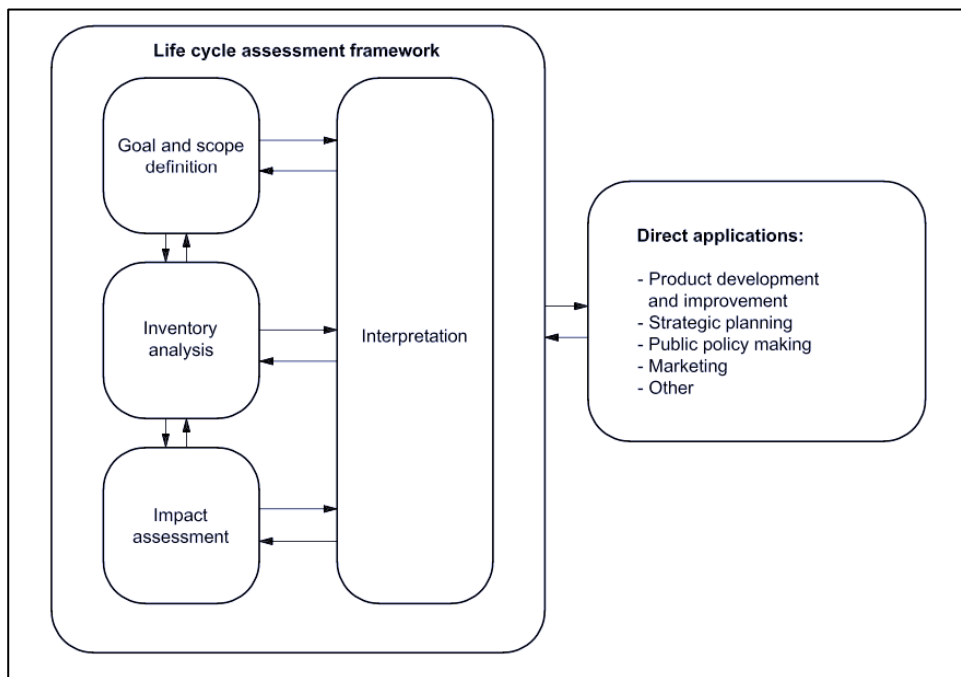 Life cycle assessment framework
Goal and scope
definition
Inventory
analysis
Impact
assessment
Interpretation
Direct applications:
- Product development
and improvement
- Strategic planning
- Public policy making
- Marketing
- Other